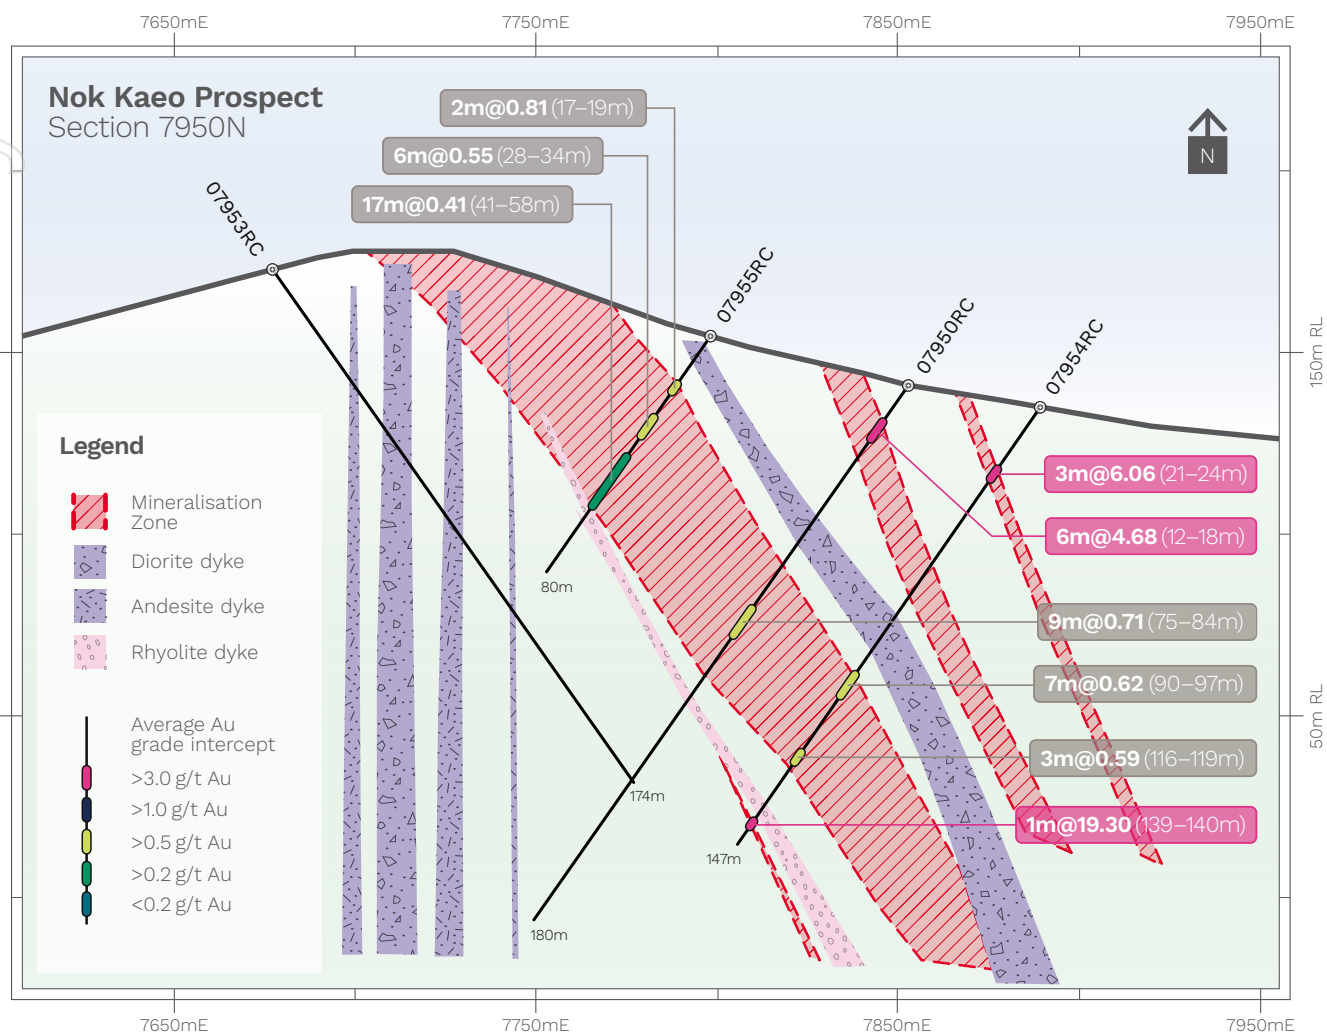 7650mE
7750mE
7850mE
7950mE
Nok Kaeo Prospect
Section 7950N
2m@0.81 (17–19m)
6m@0.55 (28–34m)
17m@0.41 (41–58m)
N
07953RC
07955RC
07950RC
07954RC
150m RL
50m RL
Legend
Mineralisation
Zone
Diorite dyke
Andesite dyke
Rhyolite dyke
Average Au
grade intercept
>3.0 g/t Au
>1.0 g/t Au
>0.5 g/t Au
>0.2 g/t Au
<0.2 g/t Au
3m@6.06 (21–24m)
6m@4.68 (12–18m)
9m@0.71 (75–84m)
7m@0.62 (90–97m)
3m@0.59 (116–119m)
1m@19.30 (139–140m)
80m
174m
147m
180m
7650mE
7750mE
7850mE
7950mE